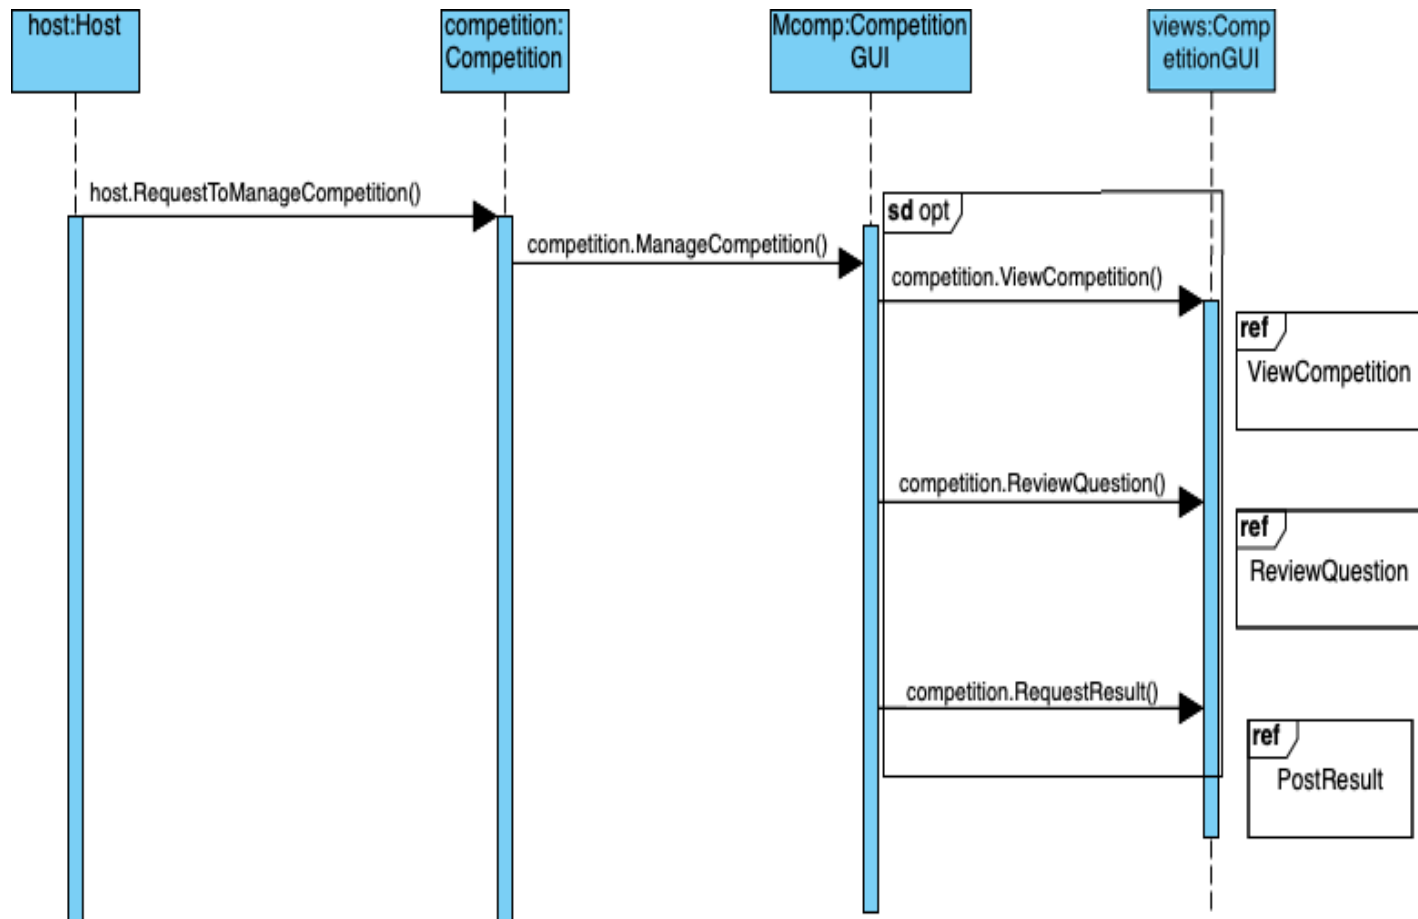 host:Host
competition:
Competition
Mcomp:Competition
GUI
views:Comp
etitionGUI
host.RequestToManageCompetition()
competition.ManageCompetition()
sd opt
competition.ViewCompetition()
ref
ViewCompetition
competition.ReviewQuestion()
ref
ReviewQuestion
competition.RequestResult()
ref
PostResult